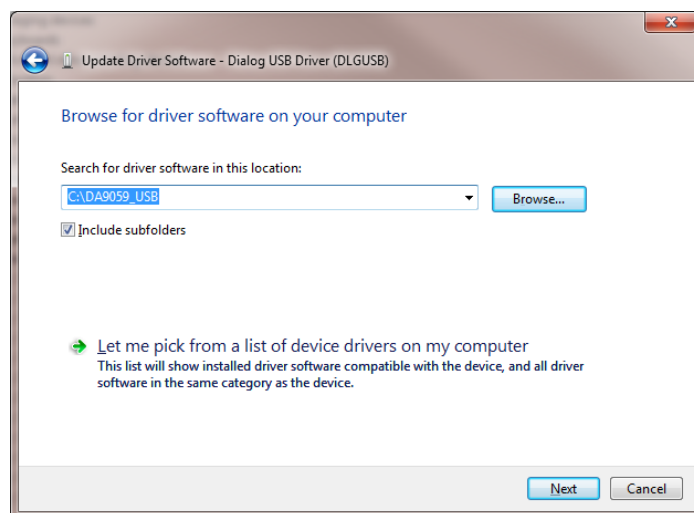 Update Driver Software - Dialog USB Driver (DLGUSB)
Browse for driver software on your computer
Search for driver software in this location:
C:\DA9059_USB
Browse...
Include subfolders
Let me pick from a list of device drivers on my computer
This list will show installed driver software compatible with the device, and all driver
software in the same category as the device.
Next
Cancel